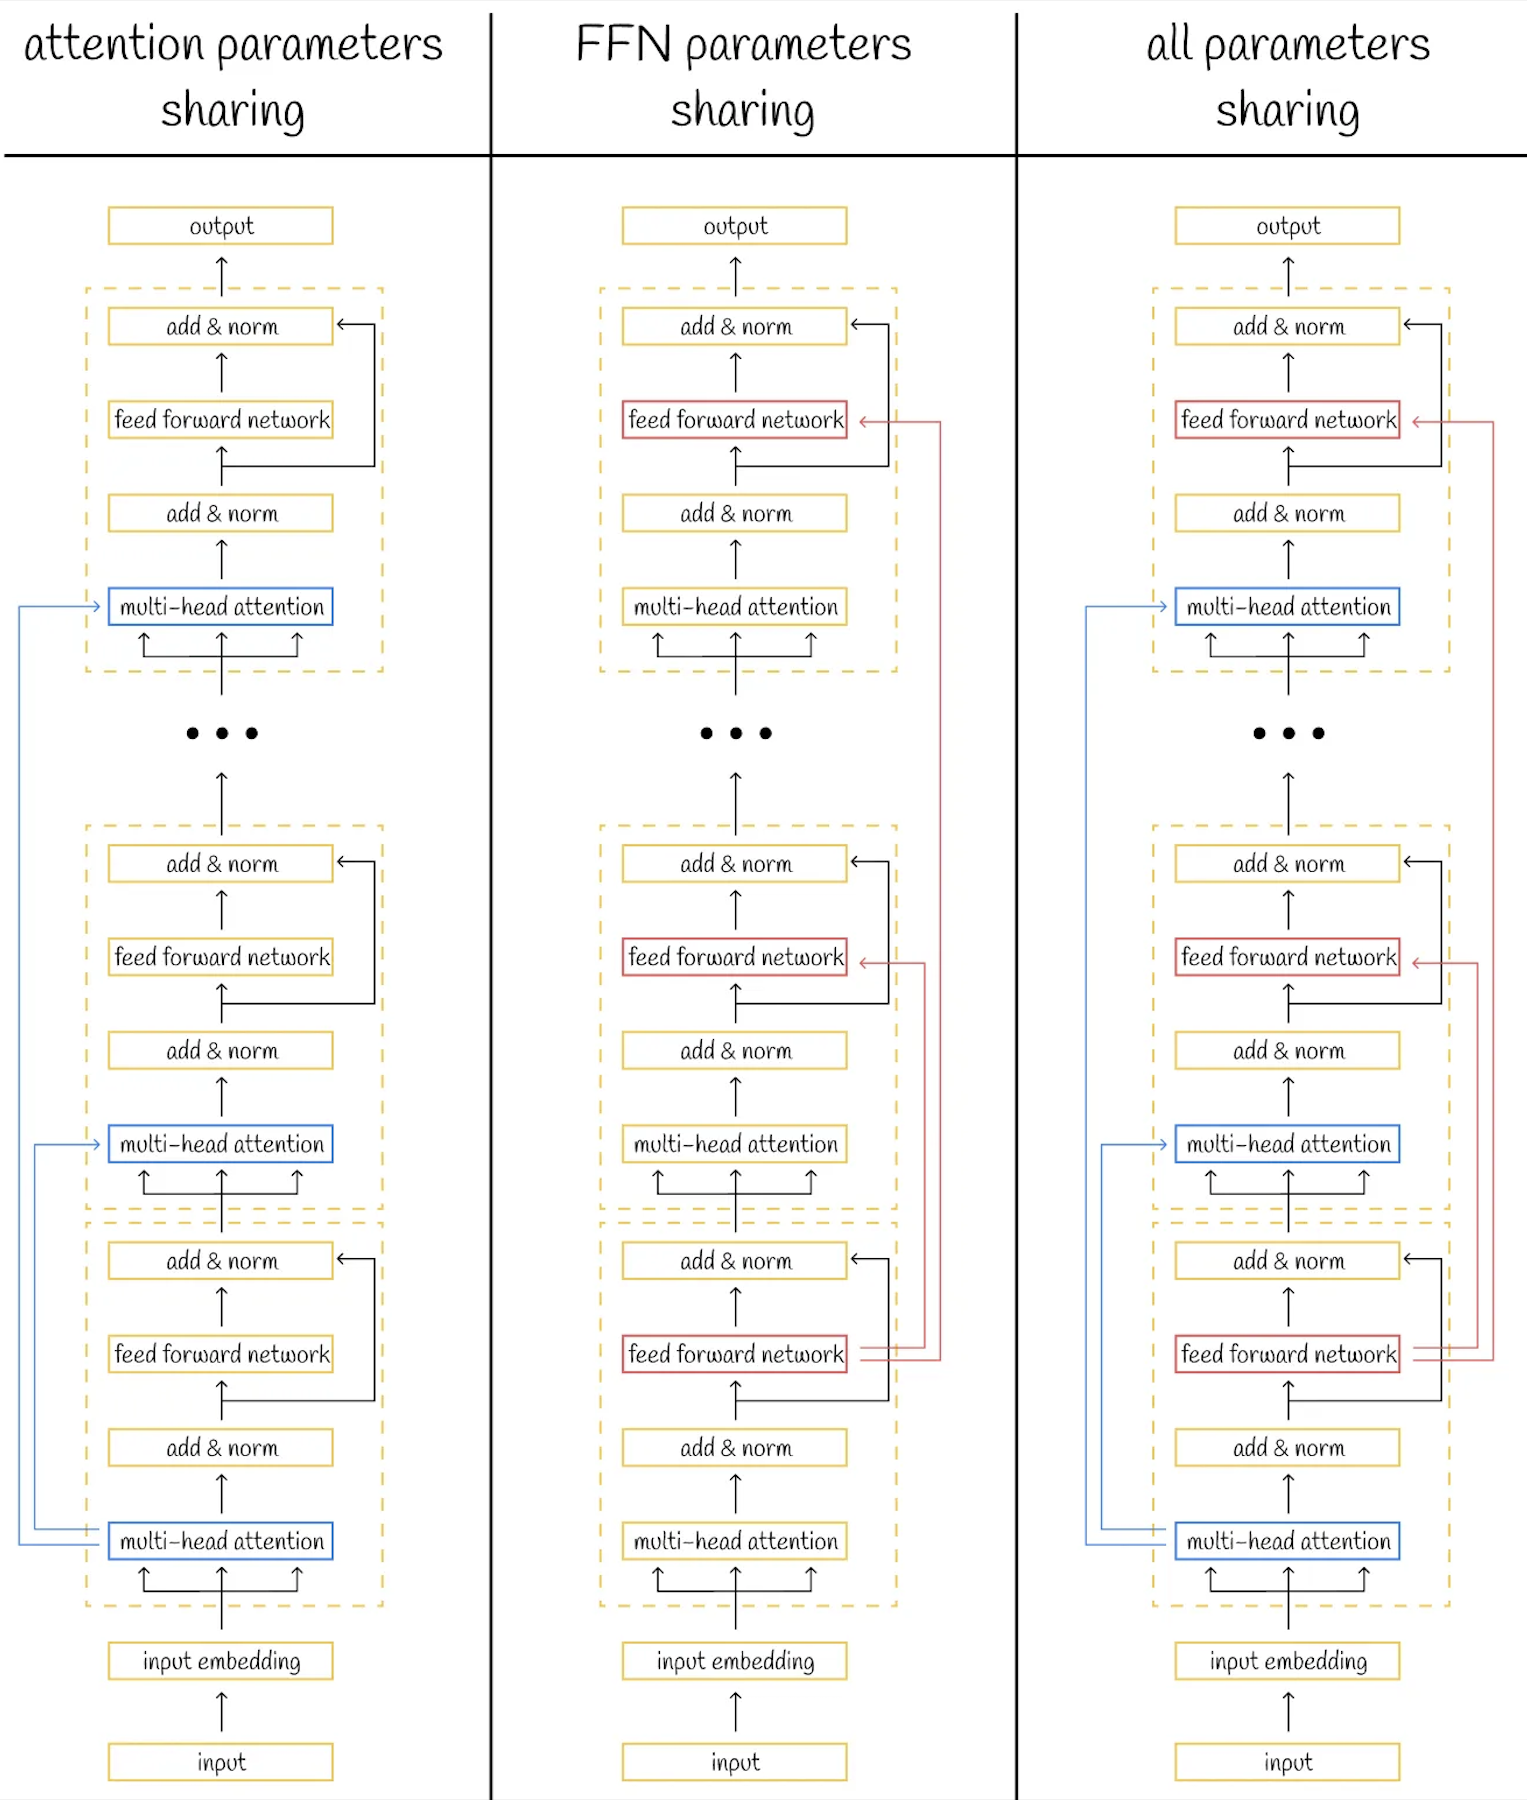 attention parameters
sharing
FFN parameters
sharing
all parameters
sharing
output
add & norm
feed forward network
add & norm
multi-head attention
• • •
add & norm
feed forward network
add & norm
multi-head attention
add & norm
feed forward network
add & norm
multi-head attention
input embedding
input
output
add & norm
feed forward network
add & norm
multi-head attention
• • •
add & norm
feed forward network
add & norm
multi-head attention
add & norm
feed forward network
add & norm
multi-head attention
input embedding
input
output
add & norm
feed forward network
add & norm
multi-head attention
• • •
add & norm
feed forward network
add & norm
multi-head attention
add & norm
feed forward network
add & norm
multi-head attention
input embedding
input